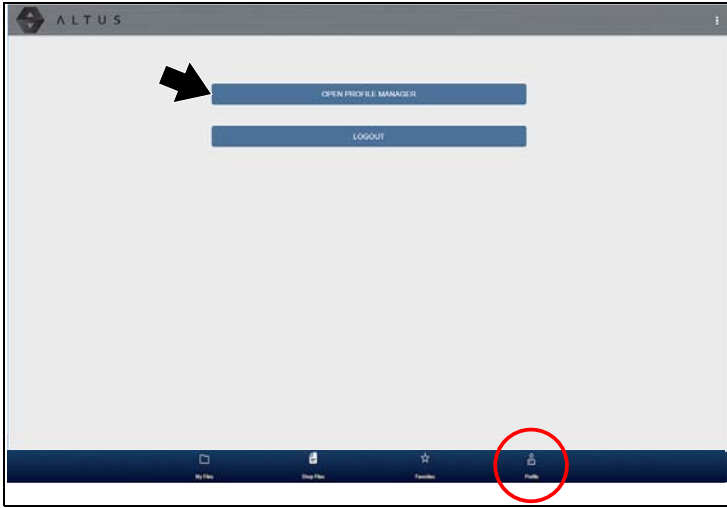 ALTUS
OPEN PROFILE MANAGER
LOGOUT
My Files
Shop Files
Favorites
Profile